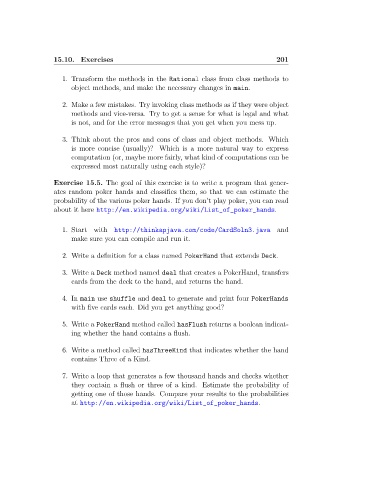 15.10. Exercises 201
1. Transform the methods in the Rational class from class methods to
object methods, and make the necessary changes in main.
2. Make a few mistakes. Try invoking class methods as if they were object
methods and vice-versa. Try to get a sense for what is legal and what
is not, and for the error messages that you get when you mess up.
3. Think about the pros and cons of class and object methods. Which
is more concise (usually)? Which is a more natural way to express
computation (or, maybe more fairly, what kind of computations can be
expressed most naturally using each style)?
Exercise 15.5. The goal of this exercise is to write a program that gener-
ates random poker hands and classifies them, so that we can estimate the
probability of the various poker hands. If you don't play poker, you can read
about it here http://en.wikipedia.org/wiki/List_of_poker_hands.
1. Start with http://thinkapjava.com/code/CardSoln3.java and
make sure you can compile and run it.
2. Write a definition for a class named PokerHand that extends Deck.
3. Write a Deck method named deal that creates a PokerHand, transfers
cards from the deck to the hand, and returns the hand.
4. In main use shuffle and deal to generate and print four PokerHands
with five cards each. Did you get anything good?
5. Write a PokerHand method called hasFlush returns a boolean indicat-
ing whether the hand contains a flush.
6. Write a method called hasThreeKind that indicates whether the hand
contains Three of a Kind.
7. Write a loop that generates a few thousand hands and checks whether
they contain a flush or three of a kind. Estimate the probability of
getting one of those hands. Compare your results to the probabilities
at http://en.wikipedia.org/wiki/List_of_poker_hands.